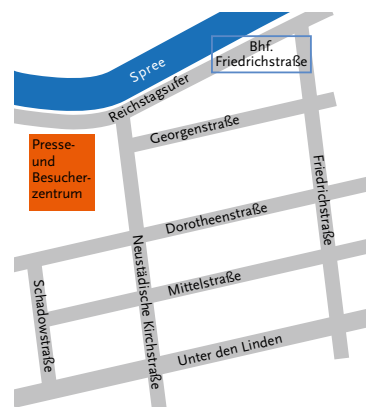 Spree
Bhf.
Friedrichstraße
Reichstagsufer
Georgenstraße
Presse-
und
Besucher-
zentrum
Friedrichstraße
Dorotheenstraße
Neustädische Kirchstraße
Mittelstraße
Schadowstraße
Unter den Linden